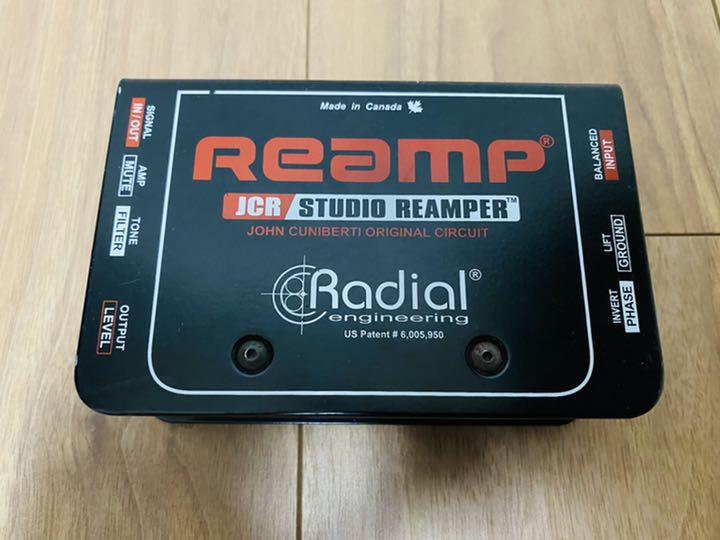 Made in Canada
Reamp®
JCR / STUDIO REAMPER™
JOHN CUNIBERTI ORIGINAL CIRCUIT
Radial®
engineering
US Patent # 6,005,950
SIGNAL
IN/OUT
AMP
MUTE
TONE
FILTER
OUTPUT
LEVEL
BALANCED
INPUT
LIFT
GROUND
INVERT
PHASE